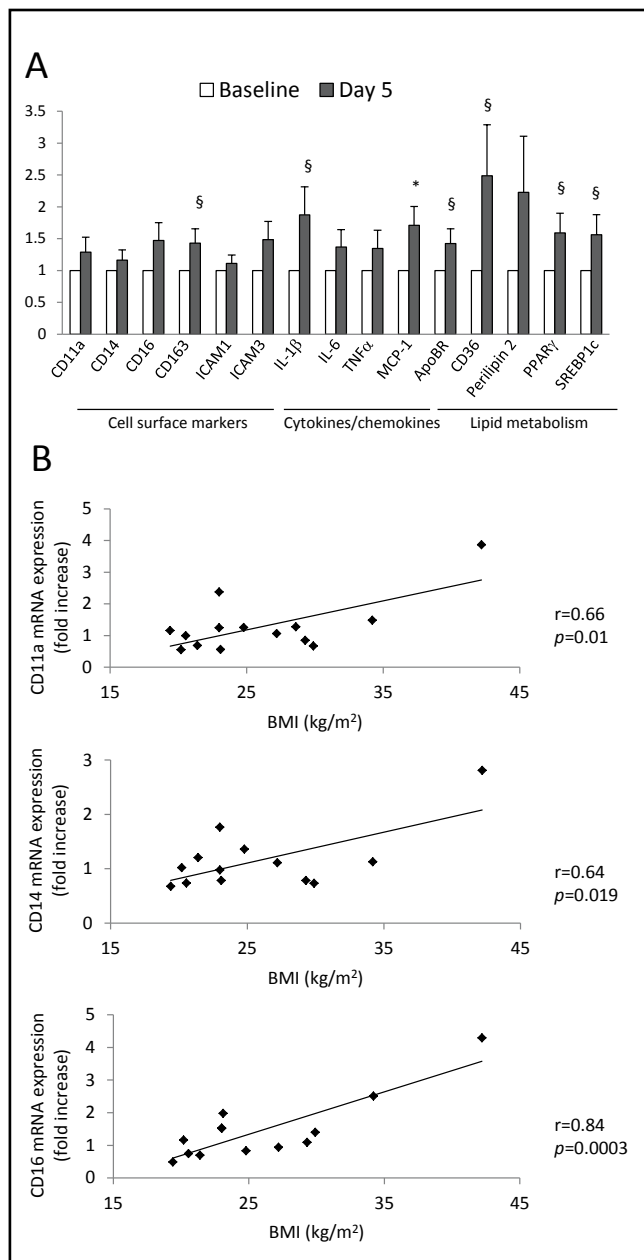 A
Baseline Day 5
3.5
3
2.5
2
1.5
1
0.5
0
§ § * § § § §
CD11a CD14 CD16 CD163 ICAM1 ICAM3 IL-1β IL-6 TNFα MCP-1 ApoBR CD36 Perilipin 2 PPARγ SREBP1c
Cell surface markers Cytokines/chemokines Lipid metabolism
B
CD11a mRNA expression
(fold increase)
5
4
3
2
1
0
15 25 35 45
BMI (kg/m²)
r=0.66
p=0.01
CD14 mRNA expression
(fold increase)
3
2
1
0
15 25 35 45
BMI (kg/m²)
r=0.64
p=0.019
CD16 mRNA expression
(fold increase)
5
4
3
2
1
0
15 25 35 45
BMI (kg/m²)
r=0.84
p=0.0003